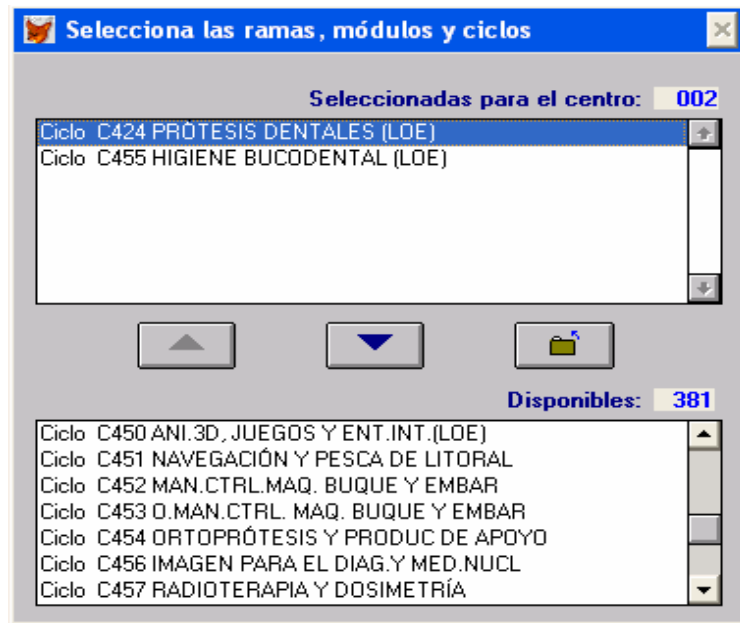 Selecciona las ramas, módulos y ciclos
Seleccionadas para el centro: 002
Ciclo C424 PRÓTESIS DENTALES (LOE)
Ciclo C455 HIGIENE BUCODENTAL (LOE)
Disponibles: 381
Ciclo C450 ANI.3D, JUEGOS Y ENT.INT.(LOE)
Ciclo C451 NAVEGACIÓN Y PESCA DE LITORAL
Ciclo C452 MAN.CTRL.MAQ. BUQUE Y EMBAR
Ciclo C453 O.MAN.CTRL. MAQ. BUQUE Y EMBAR
Ciclo C454 ORTOPRÓTESIS Y PRODUC DE APOYO
Ciclo C456 IMAGEN PARA EL DIAG.Y MED.NUCL
Ciclo C457 RADIOTERAPIA Y DOSIMETRÍA